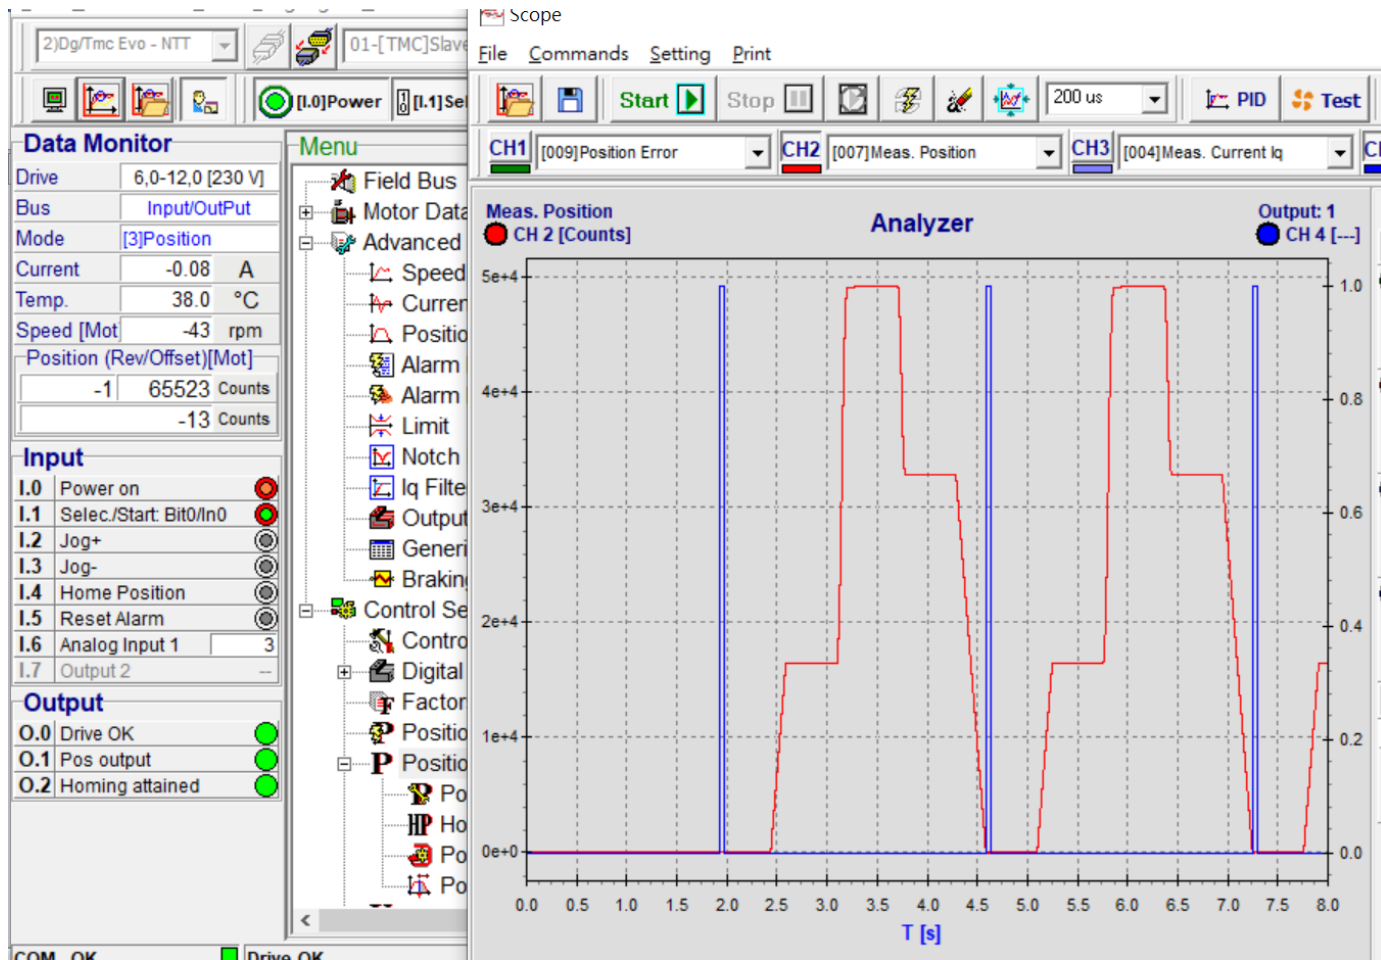 Scope
2)Dg/Tmc Evo - NTT
01-[TMC]Slave
File Commands Setting Print
[I.0]Power
[I.1]Sel
Start
Stop
200 us
PID
Test
Data Monitor
Drive 6,0-12,0 [230 V]
Bus Input/OutPut
Mode [3]Position
Current -0.08 A
Temp. 38.0 °C
Speed [Mot -43 rpm
Position (Rev/Offset)[Mot]
-1 65523 Counts
-13 Counts
Input
I.0 Power on
I.1 Selec./Start: Bit0/In0
I.2 Jog+
I.3 Jog-
I.4 Home Position
I.5 Reset Alarm
I.6 Analog Input 1 3
I.7 Output 2 --
Output
O.0 Drive OK
O.1 Pos output
O.2 Homing attained
COM OK
Drive OK
Menu
Field Bus
Motor Data
Advanced
Speed
Curren
Positio
Alarm
Alarm
Limit
Notch
Iq Filte
Output
Generi
Braking
Control Se
Contro
Digital
Factor
Positio
P Positio
Po
HP Ho
Po
Po
CH1 [009]Position Error
CH2 [007]Meas. Position
CH3 [004]Meas. Current Iq
Meas. Position
CH 2 [Counts]
Analyzer
Output: 1
CH 4 [---]
5e+4
4e+4
3e+4
2e+4
1e+4
0e+0
1.0
0.8
0.6
0.4
0.2
0.0
0.0 0.5 1.0 1.5 2.0 2.5 3.0 3.5 4.0 4.5 5.0 5.5 6.0 6.5 7.0 7.5 8.0
T [s]